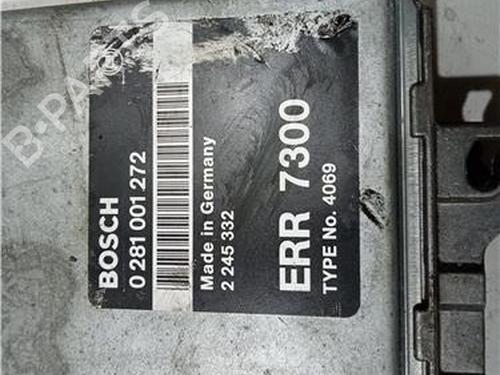 BOSCH
0 281 001 272
Made in Germany
2 245 332
ERR 7300
TYPE No. 4069
B-PARTS